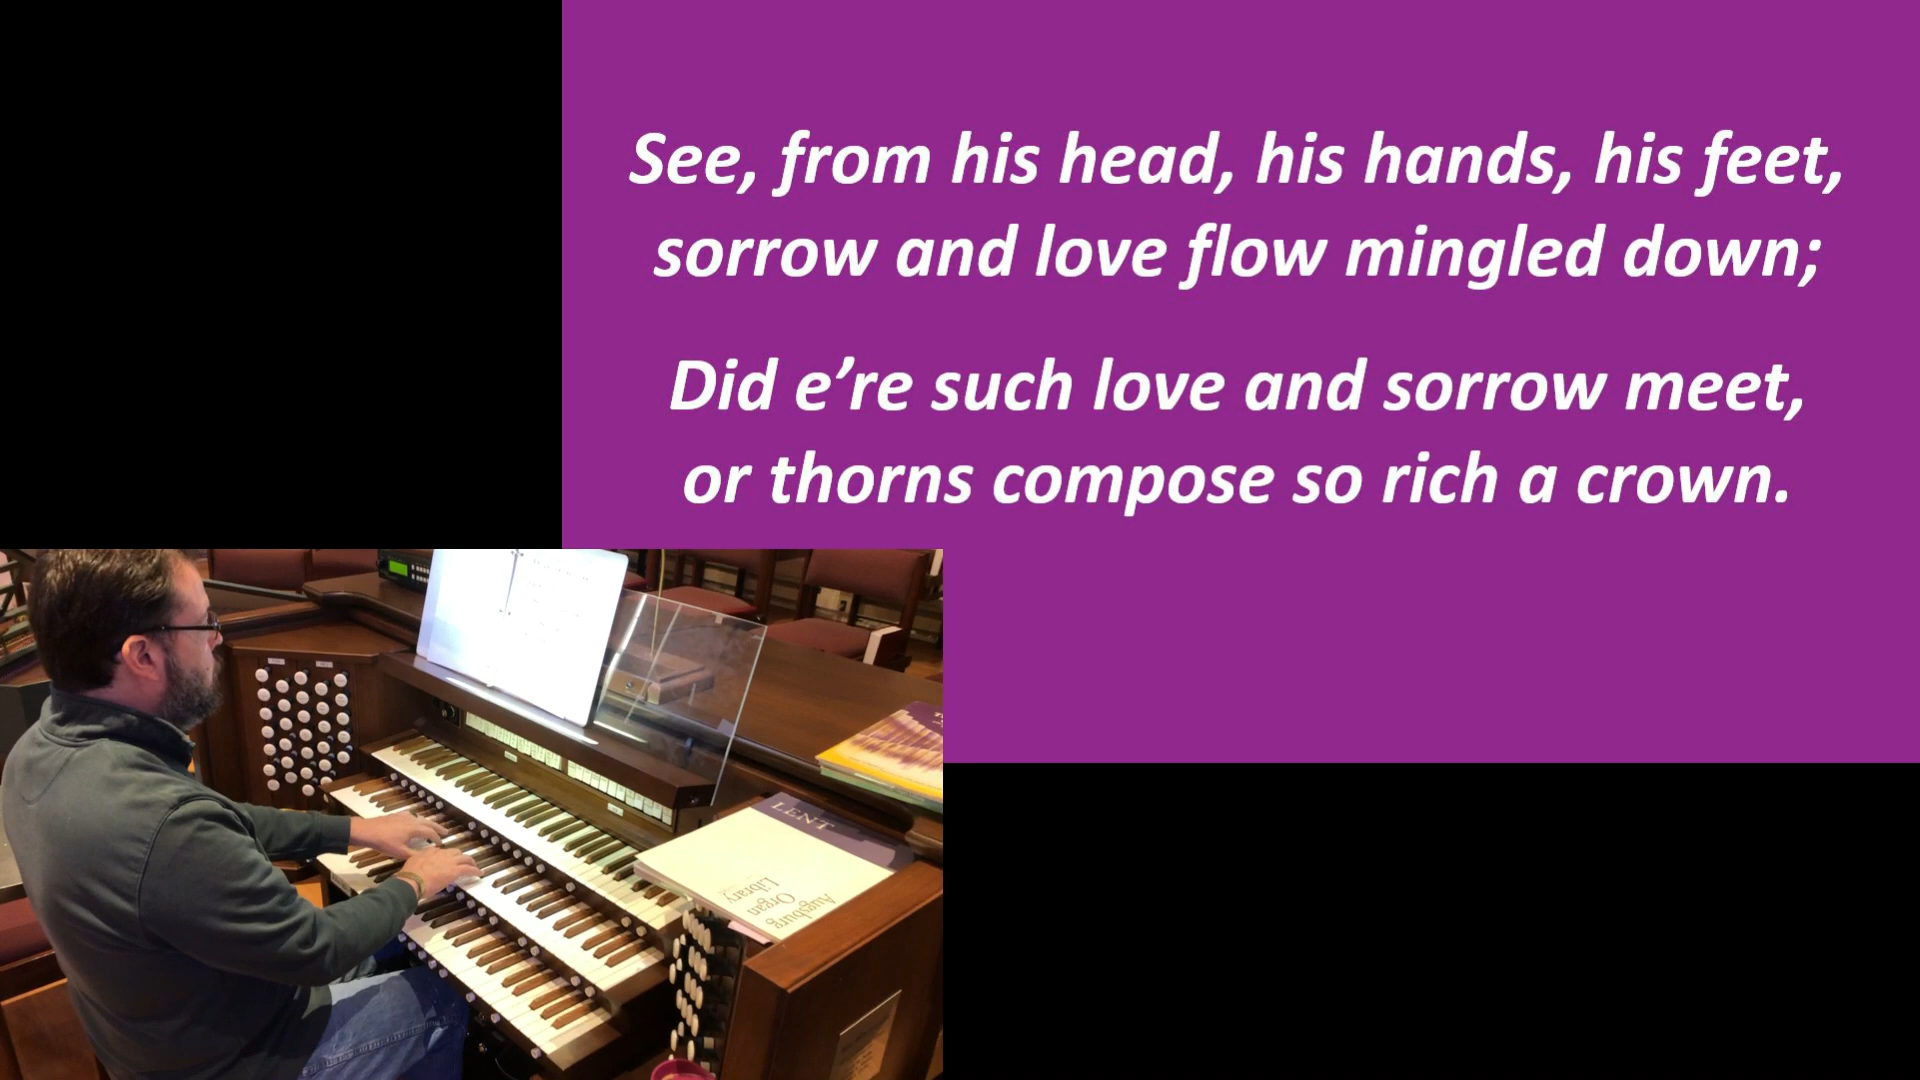 See, from his head, his hands, his feet,
sorrow and love flow mingled down;
Did e’re such love and sorrow meet,
or thorns compose so rich a crown.
LENT
Augsburg
Organ
Library